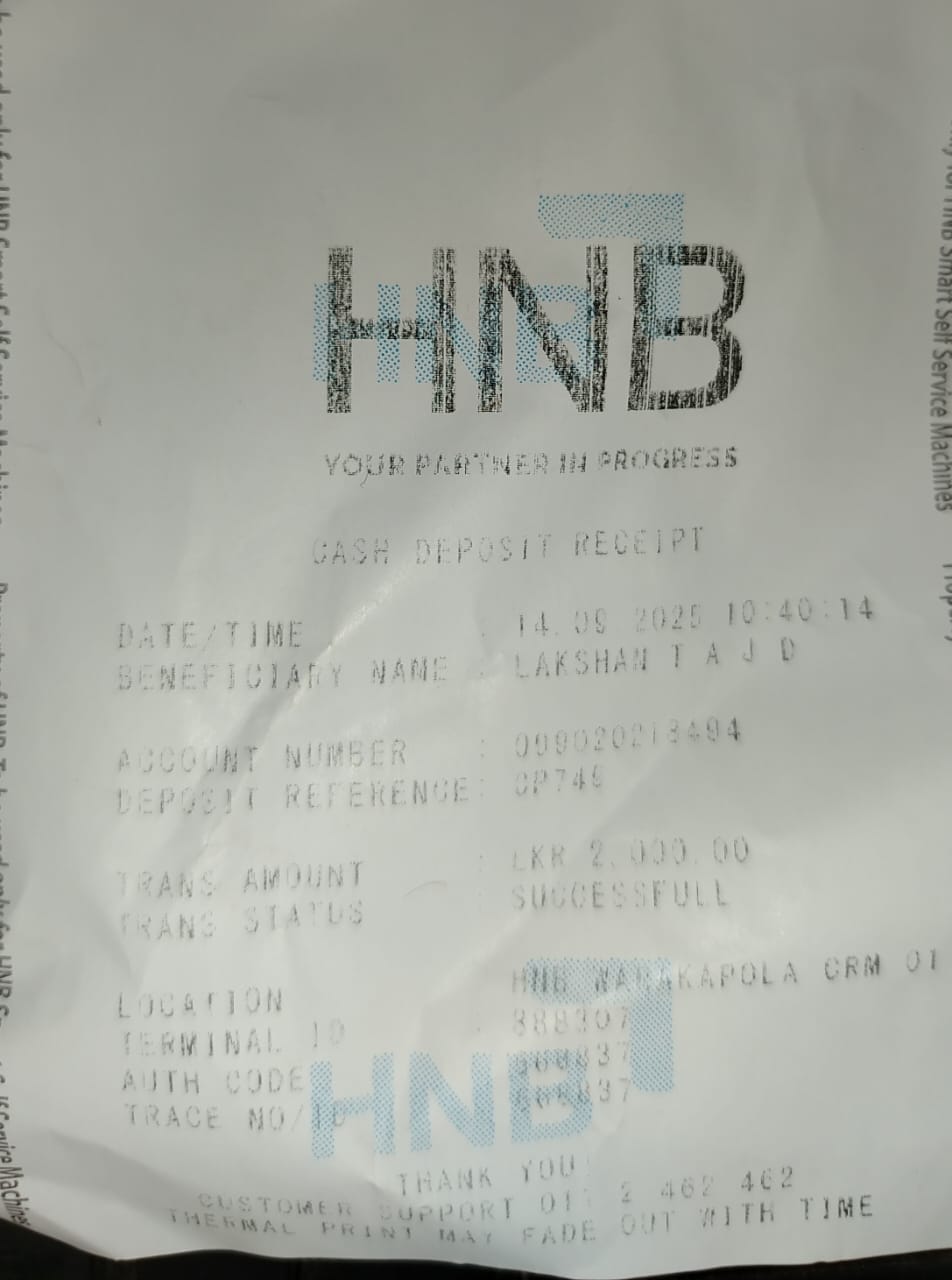 HNB
YOUR PARTNER IN PROGRESS
CASH DEPOSIT RECEIPT
DATE/TIME : 14.09.2025 10:40:14
BENEFICIARY NAME : LAKSHAN T A J D
ACCOUNT NUMBER : 009020213494
DEPOSIT REFERENCE: CP746
TRANS AMOUNT : LKR 2,000.00
TRANS STATUS : SUCCESSFULL
LOCATION HNB WARAKAPOLA CRM 01
TERMINAL ID : 888307
AUTH CODE
TRACE NO/ID
HNB
THANK YOU
CUSTOMER SUPPORT 011 2 462 462
THERMAL PRINT MAY FADE OUT WITH TIME